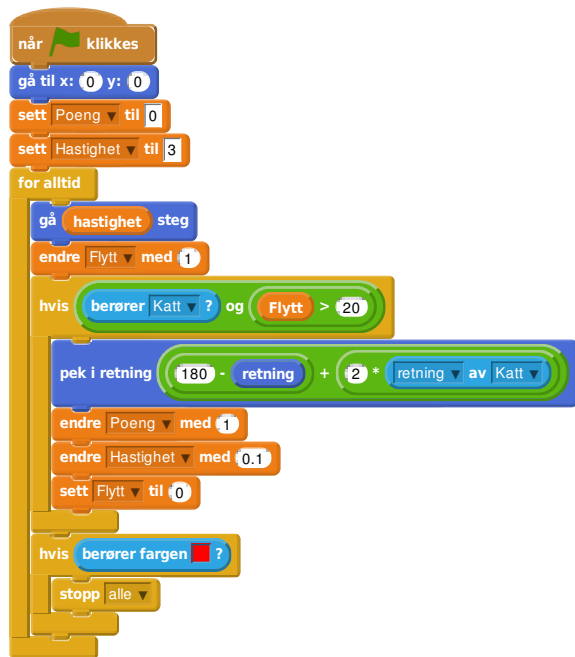 når klikkes
gå til x: 0 y: 0
sett Poeng til 0
sett Hastighet til 3
for alltid
gå hastighet steg
endre Flytt med 1
hvis berører Katt ? og Flytt > 20
pek i retning 180 - retning + 2 * retning av Katt
endre Poeng med 1
endre Hastighet med 0.1
sett Flytt til 0
hvis berører fargen ?
stopp alle